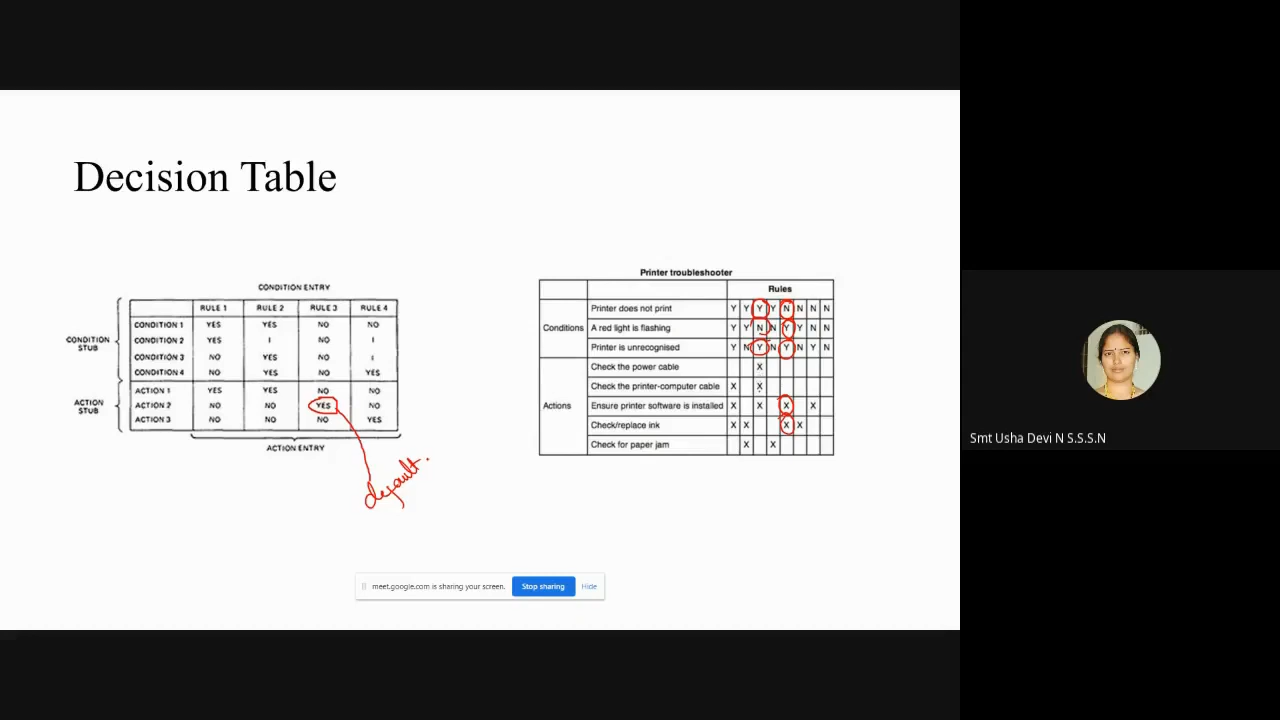 Decision Table
CONDITION ENTRY
RULE 1 RULE 2 RULE 3 RULE 4
CONDITION STUB
CONDITION 1 YES YES NO NO
CONDITION 2 YES I NO I
CONDITION 3 NO YES NO I
CONDITION 4 NO YES NO YES
ACTION STUB
ACTION 1 YES YES NO NO
ACTION 2 NO NO YES NO
ACTION 3 NO NO NO YES
ACTION ENTRY
default.
Printer troubleshooter
Rules
Conditions
Printer does not print Y Y Y Y N N N N
A red light is flashing Y Y N N Y Y N N
Printer is unrecognised Y N Y N Y N Y N
Actions
Check the power cable X
Check the printer-computer cable X X
Ensure printer software is installed X X X X
Check/replace ink X X X X
Check for paper jam X X
meet.google.com is sharing your screen. Stop sharing Hide
Smt Usha Devi N S.S.S.N